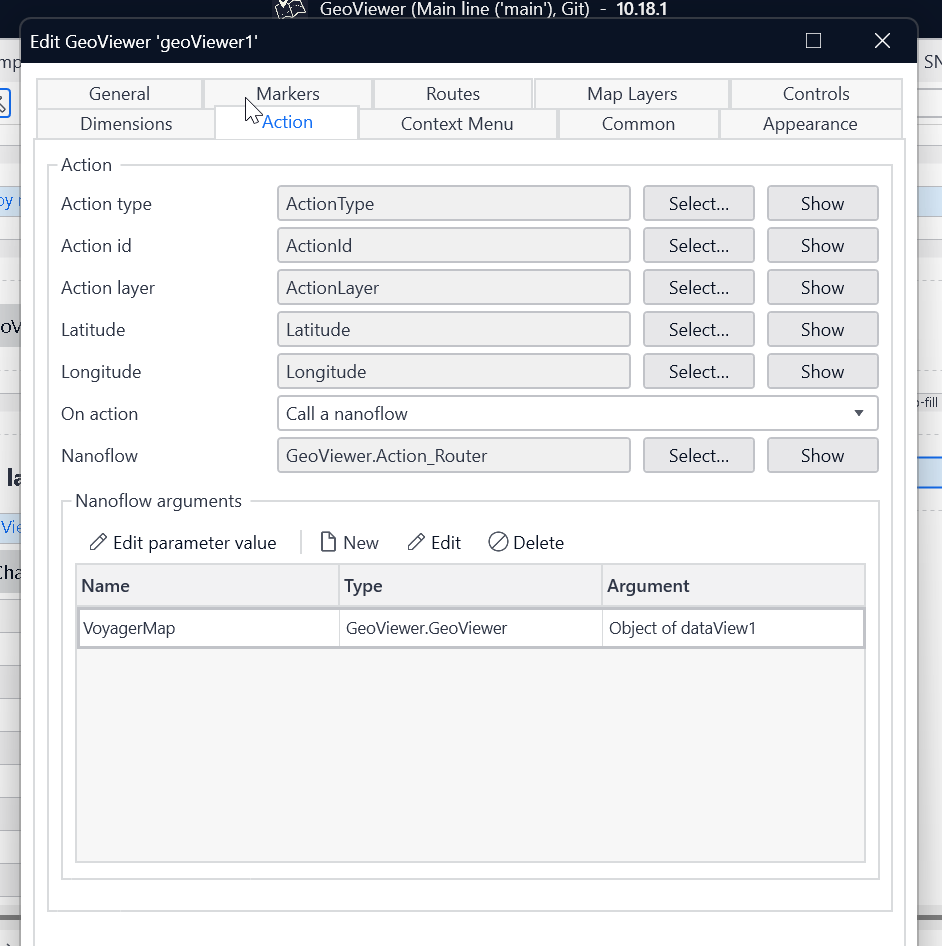 GeoViewer (Main line ('main'), Git) - 10.18.1
Edit GeoViewer 'geoViewer1'
General Markers Routes Map Layers Controls
Dimensions Action Context Menu Common Appearance
Action
Action type ActionType Select... Show
Action id ActionId Select... Show
Action layer ActionLayer Select... Show
Latitude Latitude Select... Show
Longitude Longitude Select... Show
On action Call a nanoflow
Nanoflow GeoViewer.Action_Router Select... Show
Nanoflow arguments
Edit parameter value New Edit Delete
Name Type Argument
VoyagerMap GeoViewer.GeoViewer Object of dataView1